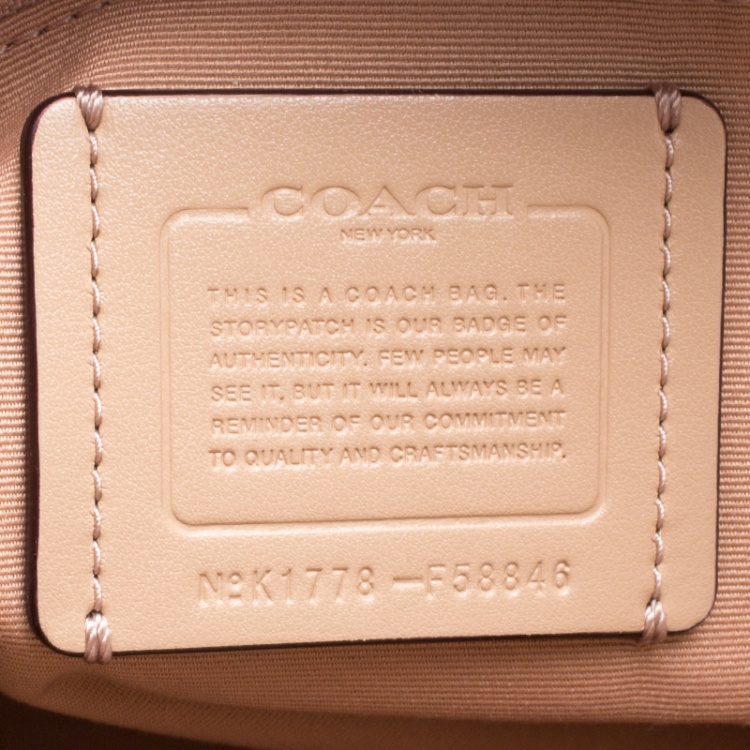 COACH
NEW YORK
THIS IS A COACH BAG. THE
STORYPATCH IS OUR BADGE OF
AUTHENTICITY. FEW PEOPLE MAY
SEE IT, BUT IT WILL ALWAYS BE A
REMINDER OF OUR COMMITMENT
TO QUALITY AND CRAFTSMANSHIP.
NºK1778-F58846